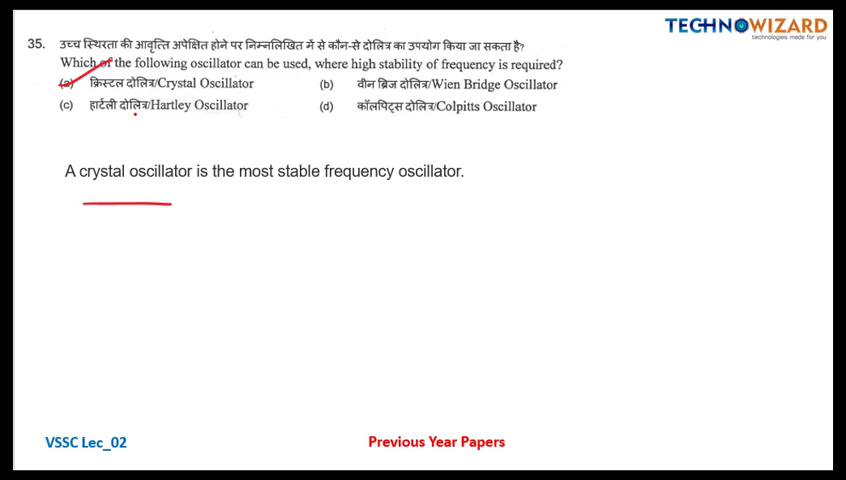 TECHNOWIZARD
technologies made for you
35. उच्च स्थिरता की आवृत्ति अपेक्षित होने पर निम्नलिखित में से कौन-से दोलित्र का उपयोग किया जा सकता है?
Which of the following oscillator can be used, where high stability of frequency is required?
(a) क्रिस्टल दोलित्र/Crystal Oscillator (b) वीन ब्रिज दोलित्र/Wien Bridge Oscillator
(c) हार्टली दोलित्र/Hartley Oscillator (d) कॉलपिट्स दोलित्र/Colpitts Oscillator
A crystal oscillator is the most stable frequency oscillator.
VSSC Lec_02 Previous Year Papers